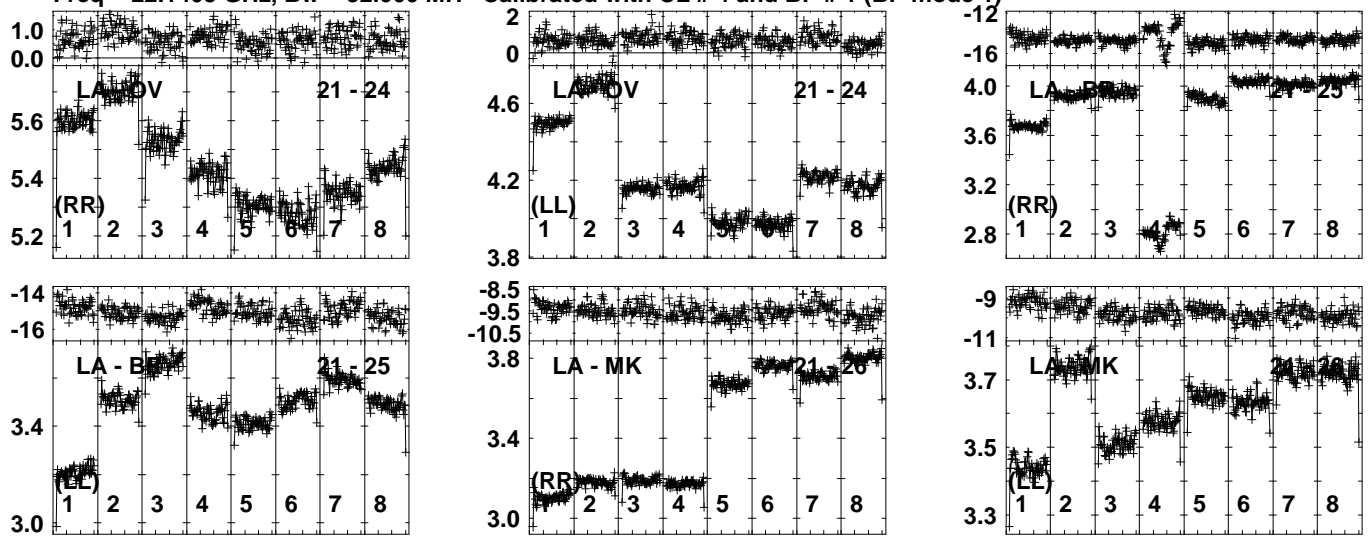 Freq = GHz, Bw = 32.000 MH Calibrated with CL # 4 and BP # 1 (BP mode 1)
1.0
0.0
LA - OV 21 - 24
5.6
5.4
(RR)
5.2
1 2 3 4 5 6 7 8
2
0
LA - OV 21 - 24
4.6
4.2
(LL)
3.8
1 2 3 4 5 6 7 8
-12
-16
4.0
LA - BR 21 - 25
3.6
3.2
(RR)
2.8
1 2 3 4 5 6 7 8
-14
-16
LA - BR 21 - 25
3.4
(LL)
3.0
1 2 3 4 5 6 7 8
-8.5
-9.5
-10.5
3.8
LA - MK 21 - 26
3.4
(RR)
3.0
1 2 3 4 5 6 7 8
-9
-11
LA - MK 21 - 26
3.7
3.5
(LL)
3.3
1 2 3 4 5 6 7 8